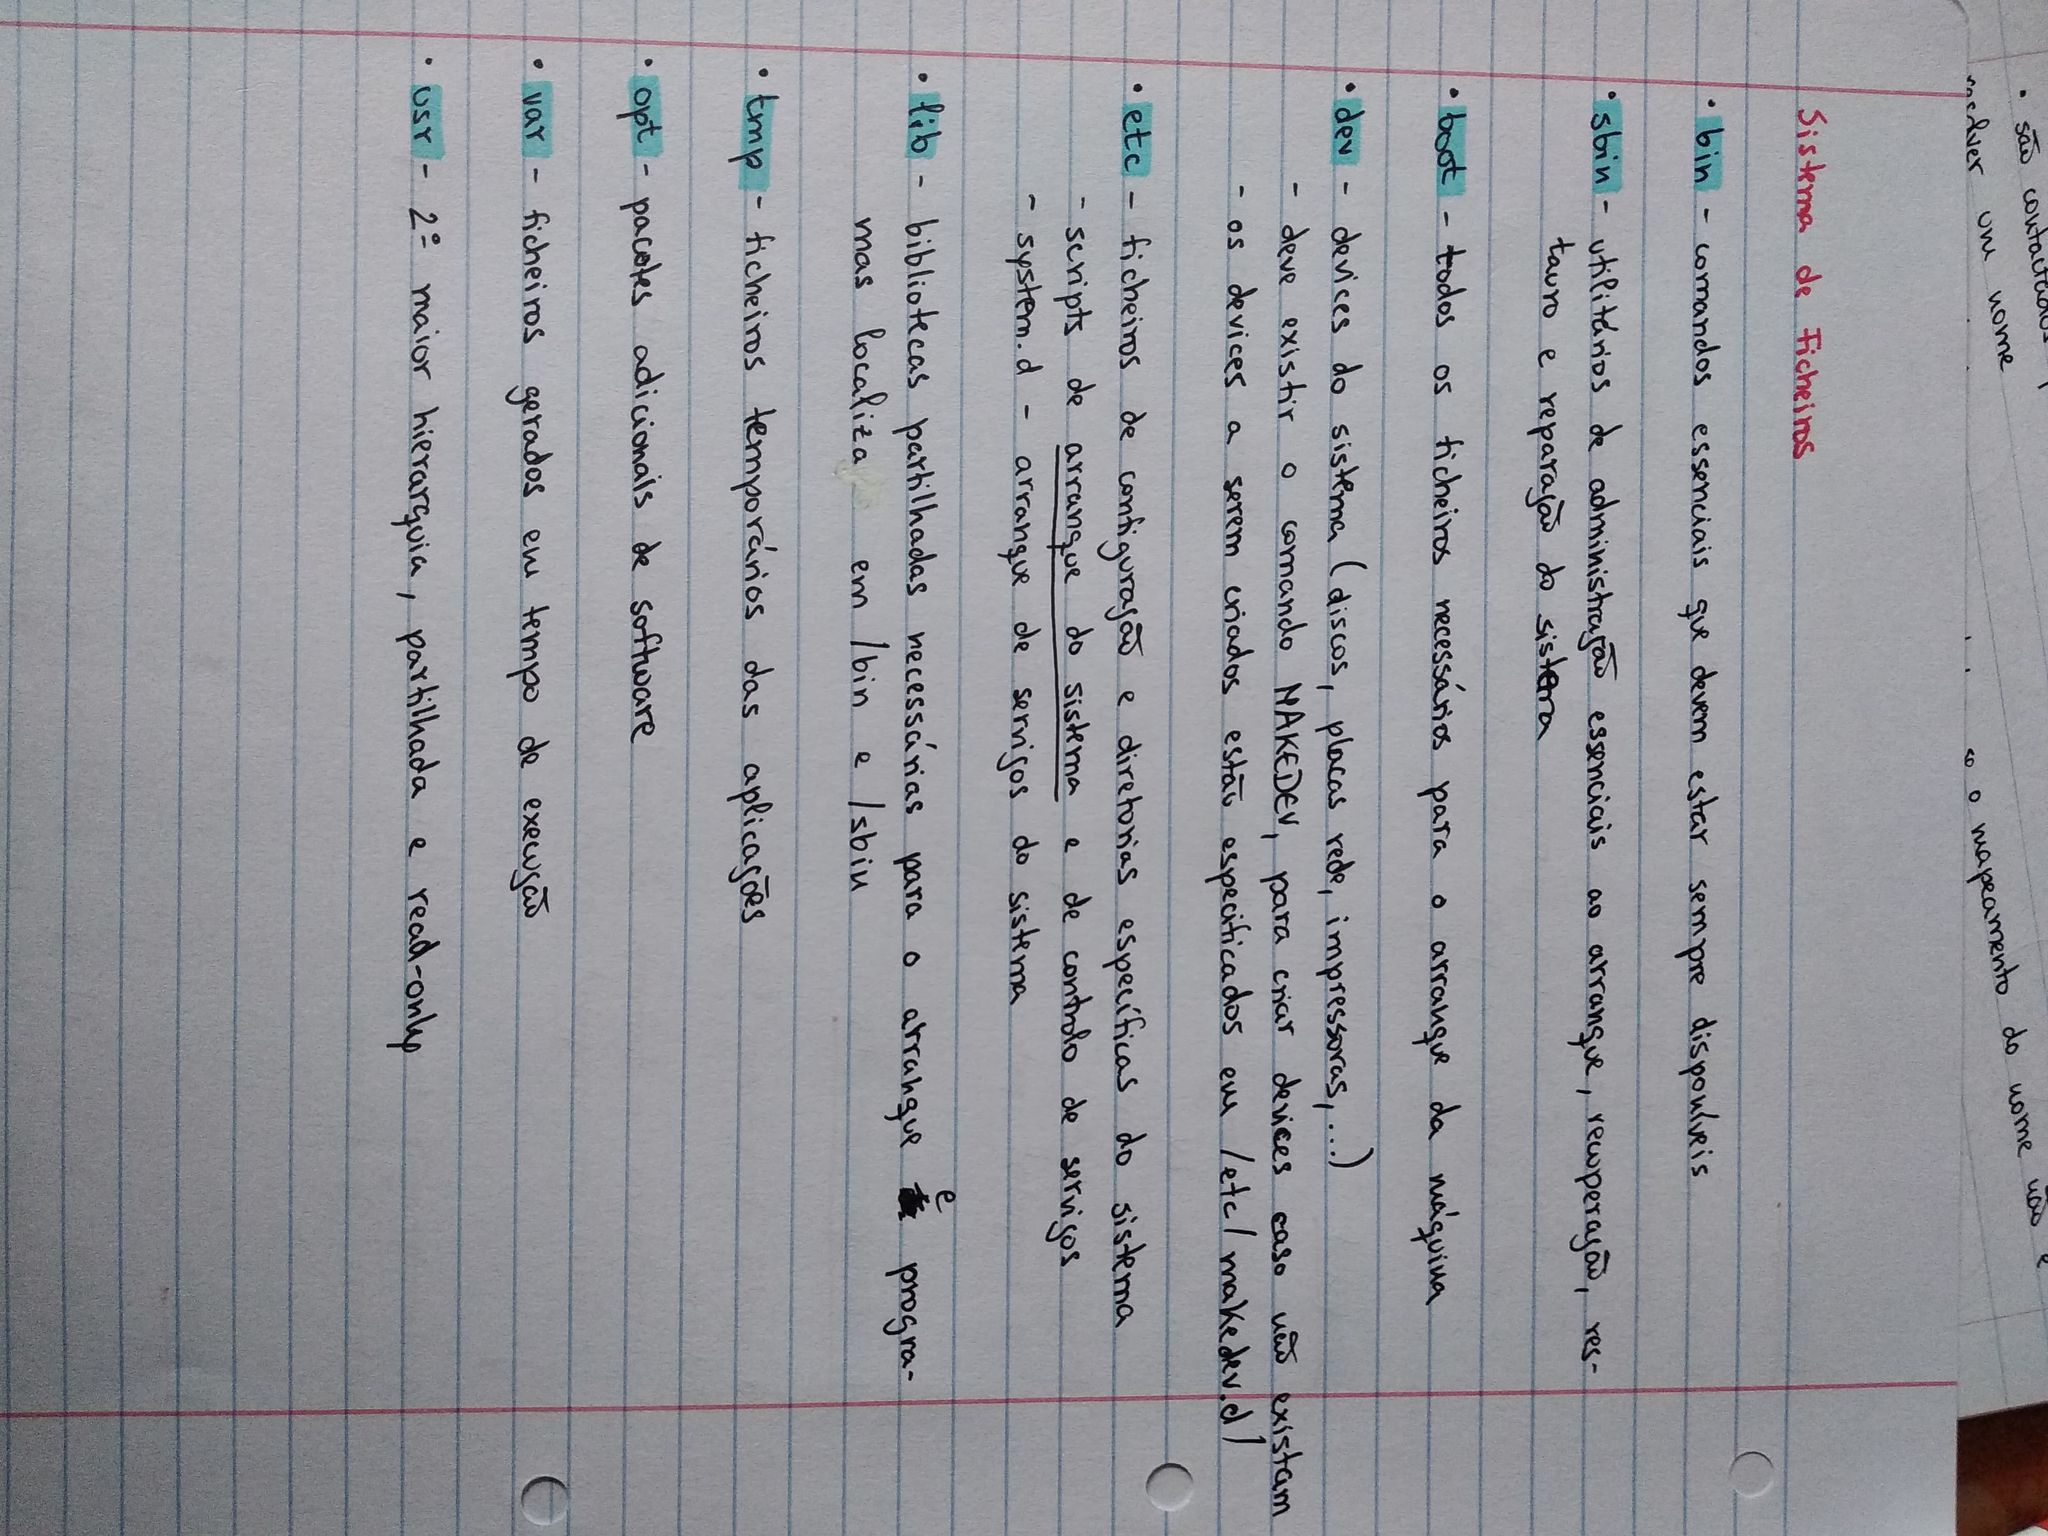 • são contactados
resolver um nome
o mapeamento do nome não é
Sistema de Ficheiros
• bin - comandos essenciais que devem estar sempre disponíveis
• sbin - utilitários de administração essenciais ao arranque, recuperação, res-
tauro e reparação do sistema
• boot - todos os ficheiros necessários para o arranque da máquina
• dev - devices do sistema (discos, placas rede, impressoras, ...)
- deve existir o comando MAKEDEV, para criar devices caso não existam
- os devices a serem criados estão especificados em /etc/makedev.d/
• etc - ficheiros de configuração e diretorias específicas do sistema
- scripts de arranque do sistema e de controlo de serviços
- system.d - arranque de serviços do sistema
• lib - bibliotecas partilhadas necessárias para o arranque e progra-
mas localiza em /bin e /sbin
• tmp - ficheiros temporários das aplicações
• opt - pacotes adicionais de software
• var - ficheiros gerados em tempo de execução
• usr - 2º maior hierarquia, partilhada e read-only